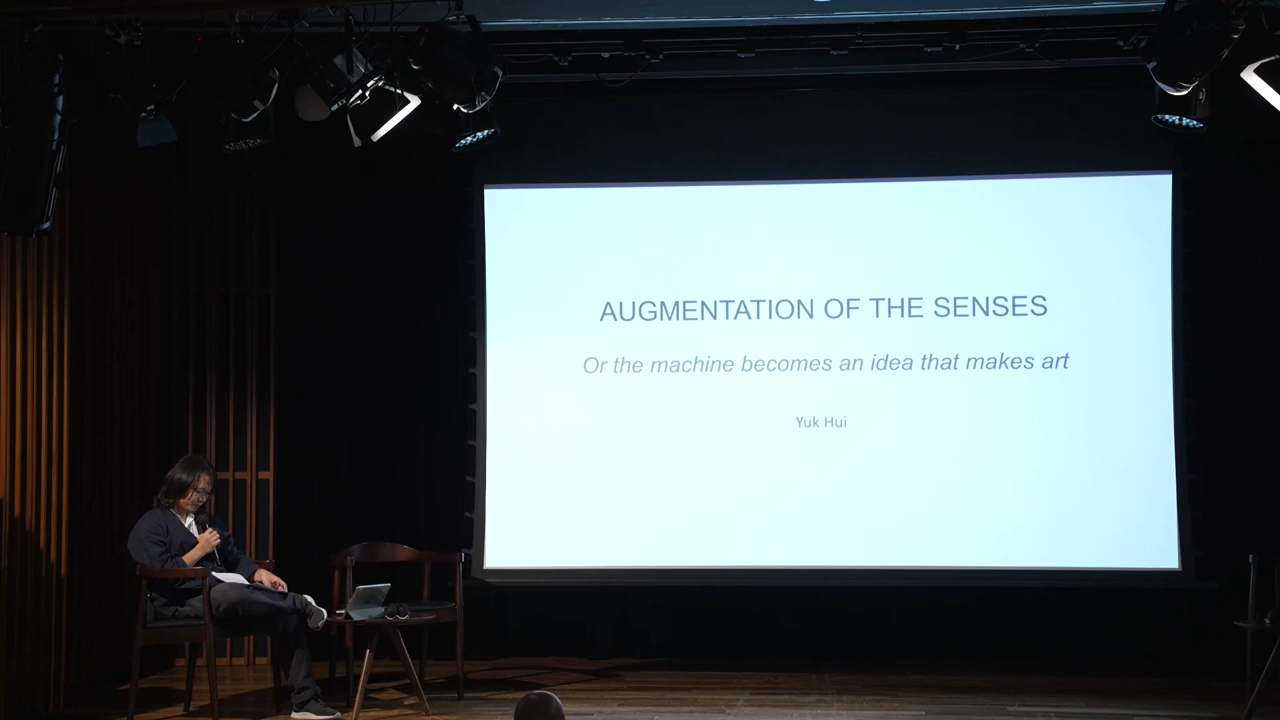 AUGMENTATION OF THE SENSES
Or the machine becomes an idea that makes art
Yuk Hui